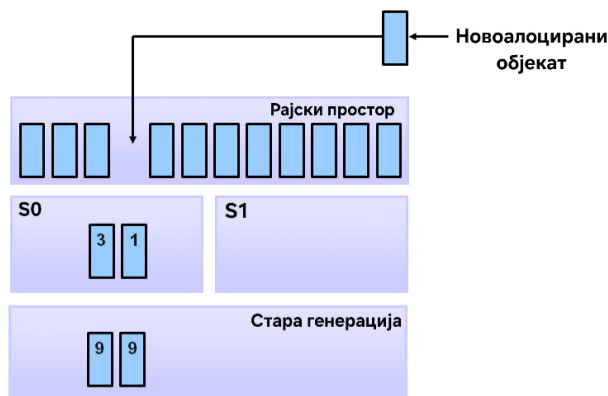 Новоалоцирани
објекат
Рајски простор
S0
S1
3 1
Стара генерација
9 9